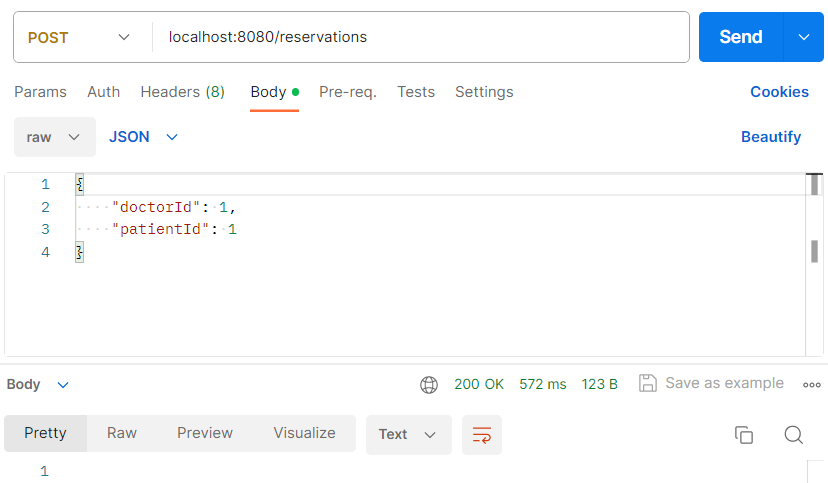 POST localhost:8080/reservations Send
Params Auth Headers (8) Body Pre-req. Tests Settings Cookies
raw JSON Beautify
1 {
2 "doctorId": 1,
3 "patientId": 1
4 }
Body 200 OK 572 ms 123 B Save as example
Pretty Raw Preview Visualize Text
1